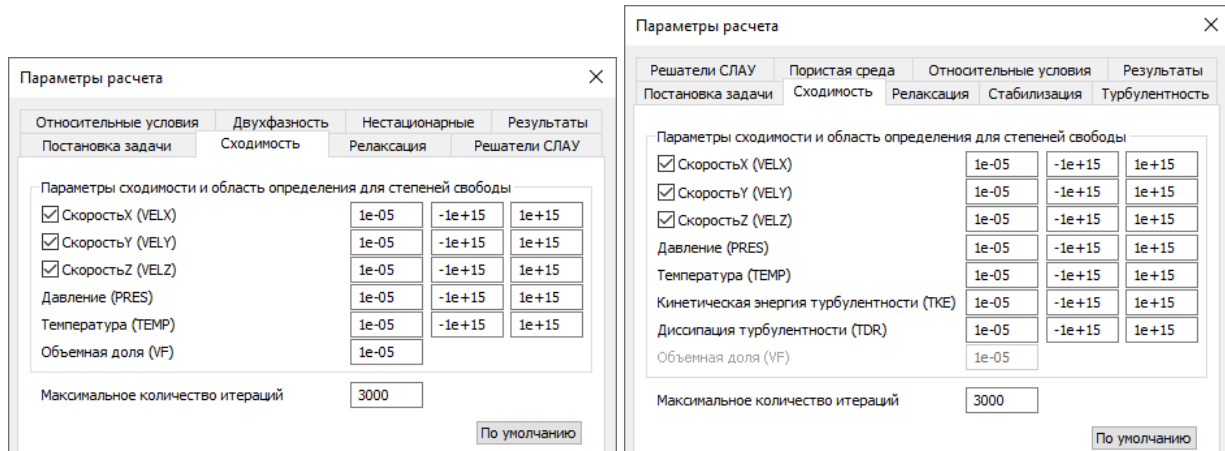 Параметры расчета
Относительные условия Двухфазность Нестационарные Результаты
Постановка задачи Сходимость Релаксация Решатели СЛАУ
Параметры сходимости и область определения для степеней свободы
СкоростьX (VELX) 1e-05 -1e+15 1e+15
СкоростьY (VELY) 1e-05 -1e+15 1e+15
СкоростьZ (VELZ) 1e-05 -1e+15 1e+15
Давление (PRES) 1e-05 -1e+15 1e+15
Температура (TEMP) 1e-05 -1e+15 1e+15
Объемная доля (VF) 1e-05
Максимальное количество итераций 3000
По умолчанию
Параметры расчета
Решатели СЛАУ Пористая среда Относительные условия Результаты
Постановка задачи Сходимость Релаксация Стабилизация Турбулентность
Параметры сходимости и область определения для степеней свободы
СкоростьX (VELX) 1e-05 -1e+15 1e+15
СкоростьY (VELY) 1e-05 -1e+15 1e+15
СкоростьZ (VELZ) 1e-05 -1e+15 1e+15
Давление (PRES) 1e-05 -1e+15 1e+15
Температура (TEMP) 1e-05 -1e+15 1e+15
Кинетическая энергия турбулентности (TKE) 1e-05 -1e+15 1e+15
Диссипация турбулентности (TDR) 1e-05 -1e+15 1e+15
Объемная доля (VF) 1e-05
Максимальное количество итераций 3000
По умолчанию